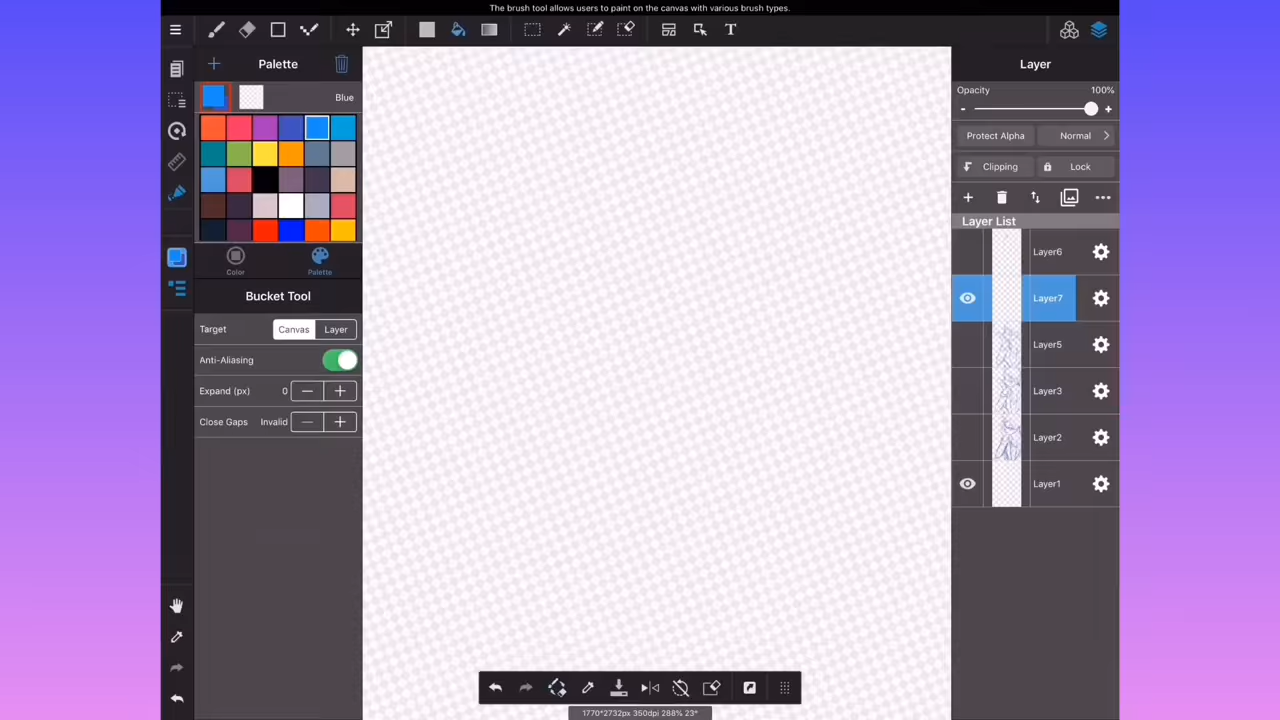 The brush tool allows users to paint on the canvas with various brush types.
T
Palette
Blue
Color
Palette
Bucket Tool
Target Canvas Layer
Anti-Aliasing
Expand (px) 0
Close Gaps Invalid
Layer
Opacity 100%
Protect Alpha Normal
Clipping Lock
Layer List
Layer6
Layer7
Layer5
Layer3
Layer2
Layer1
1770*2732px 350dpi 288% 23°